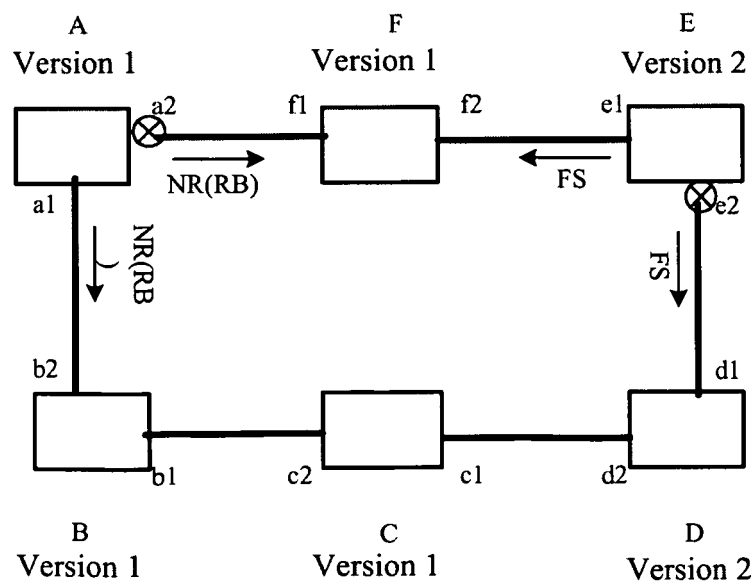 A
Version 1
F
Version 1
E
Version 2
a2
f1
f2
e1
NR(RB)
FS
a1
e2
NR(RB
)
FS
b2
d1
b1
c2
c1
d2
B
Version 1
C
Version 1
D
Version 2